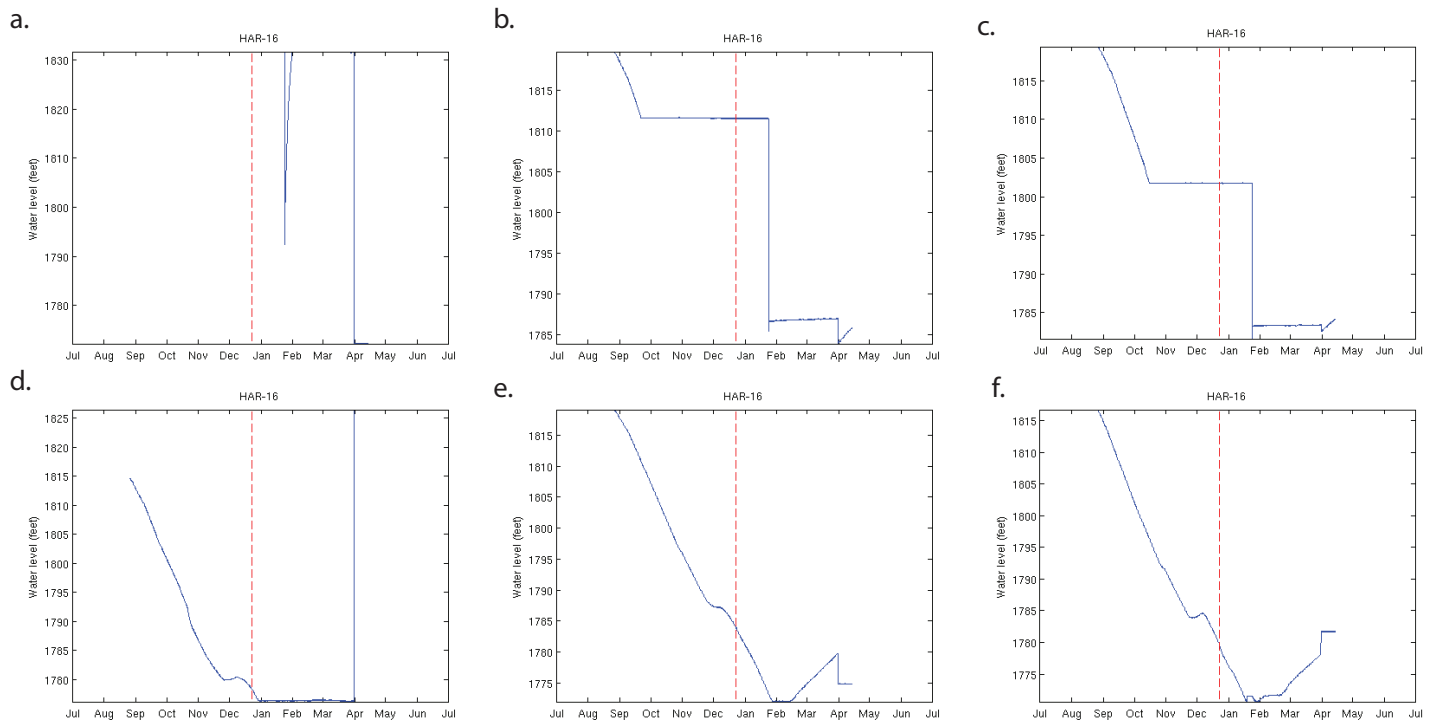 a.
HAR-16
Water level (feet)
1830
1820
1810
1800
1790
1780
Jul Aug Sep Oct Nov Dec Jan Feb Mar Apr May Jun Jul
b.
HAR-16
Water level (feet)
1815
1810
1805
1800
1795
1790
1785
Jul Aug Sep Oct Nov Dec Jan Feb Mar Apr May Jun Jul
c.
HAR-16
Water level (feet)
1815
1810
1805
1800
1795
1790
1785
Jul Aug Sep Oct Nov Dec Jan Feb Mar Apr May Jun Jul
d.
HAR-16
Water level (feet)
1825
1820
1815
1810
1805
1800
1795
1790
1785
1780
Jul Aug Sep Oct Nov Dec Jan Feb Mar Apr May Jun Jul
e.
HAR-16
Water level (feet)
1815
1810
1805
1800
1795
1790
1785
1780
1775
Jul Aug Sep Oct Nov Dec Jan Feb Mar Apr May Jun Jul
f.
HAR-16
Water level (feet)
1815
1810
1805
1800
1795
1790
1785
1780
1775
Jul Aug Sep Oct Nov Dec Jan Feb Mar Apr May Jun Jul